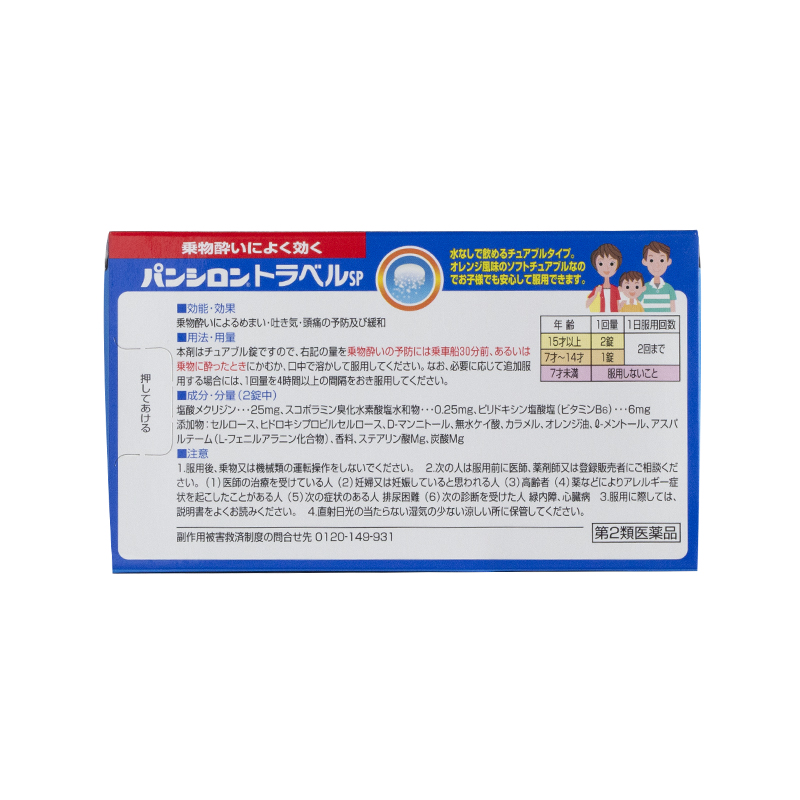 乗物酔いによく効く
パンシロン®トラベルSP
水なしで飲めるチュアブルタイプ。
オレンジ風味のソフトチュアブルなの
でお子様でも安心して服用できます。
押してあける
■効能・効果
乗物酔いによるめまい・吐き気・頭痛の予防及び緩和
■用法・用量
本剤はチュアブル錠ですので、右記の量を乗物酔いの予防には乗車船30分前、あるいは
乗物に酔ったときにかむか、口中で溶かして服用してください。なお、必要に応じて追加服
用する場合には、1回量を4時間以上の間隔をおき服用してください。
年齢 1回量 1日服用回数
15才以上 2錠 2回まで
7才〜14才 1錠
7才未満 服用しないこと
■成分・分量(2錠中)
塩酸メクリジン…25mg、スコポラミン臭化水素酸塩水和物…0.25mg、ピリドキシン塩酸塩(ビタミンB6)…6mg
添加物:セルロース、ヒドロキシプロピルセルロース、D-マンニトール、無水ケイ酸、カラメル、オレンジ油、ℓ-メントール、アスパ
ルテーム(L-フェニルアラニン化合物)、香料、ステアリン酸Mg、炭酸Mg
■注意
1.服用後、乗物又は機械類の運転操作をしないでください。 2.次の人は服用前に医師、薬剤師又は登録販売者にご相談くだ
さい。(1)医師の治療を受けている人(2)妊婦又は妊娠していると思われる人(3)高齢者(4)薬などによりアレルギー症
状を起こしたことがある人(5)次の症状のある人 排尿困難(6)次の診断を受けた人 緑内障、心臓病 3.服用に際しては、
説明書をよくお読みください。 4.直射日光の当たらない湿気の少ない涼しい所に保管してください。
副作用被害救済制度の問合せ先 0120-149-931
第2類医薬品